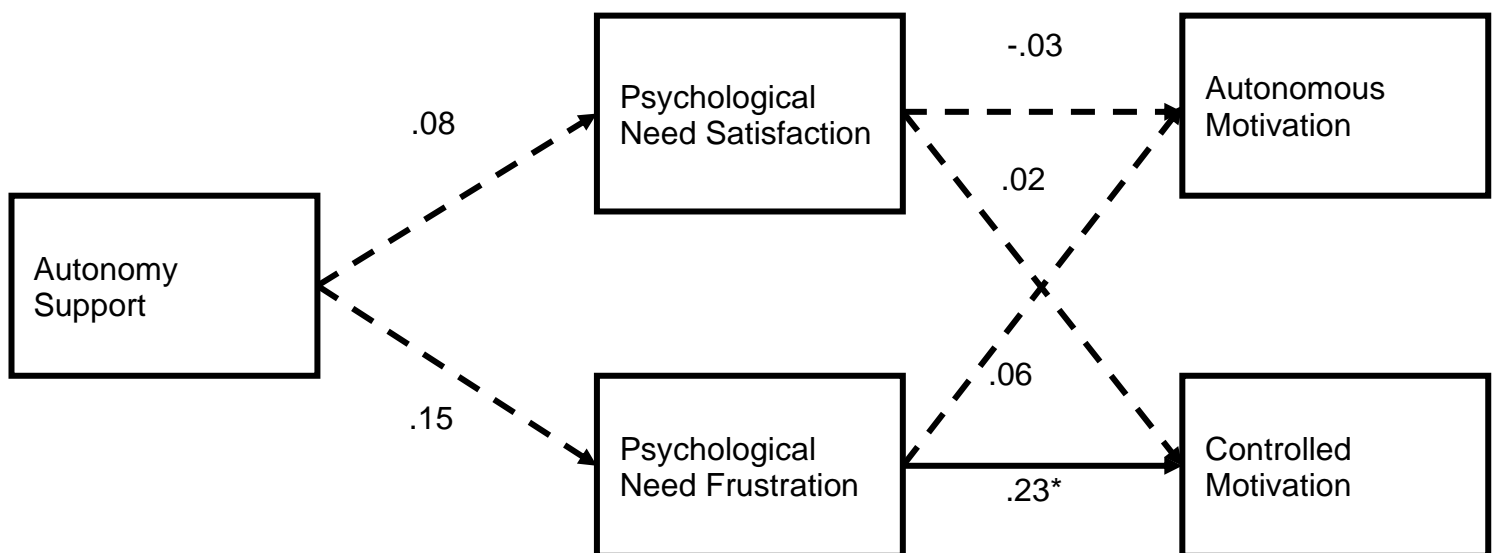 Autonomy
Support
.08
.15
Psychological
Need Satisfaction
Psychological
Need Frustration
-.03
.02
.06
.23*
Autonomous
Motivation
Controlled
Motivation